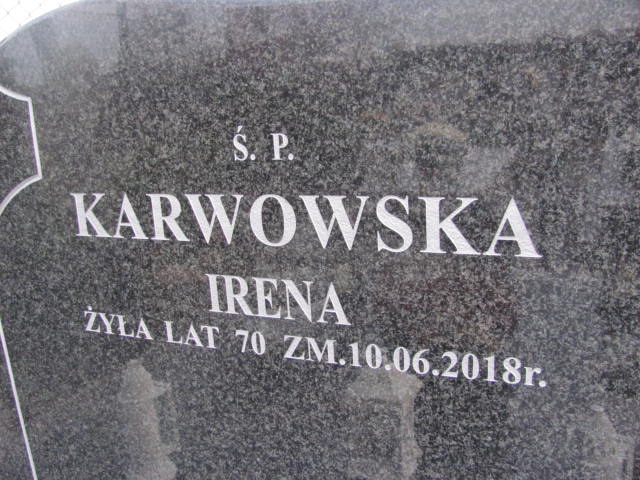 Ś. P.
KARWOWSKA
IRENA
ŻYŁA LAT 70 ZM.10.06.2018r.